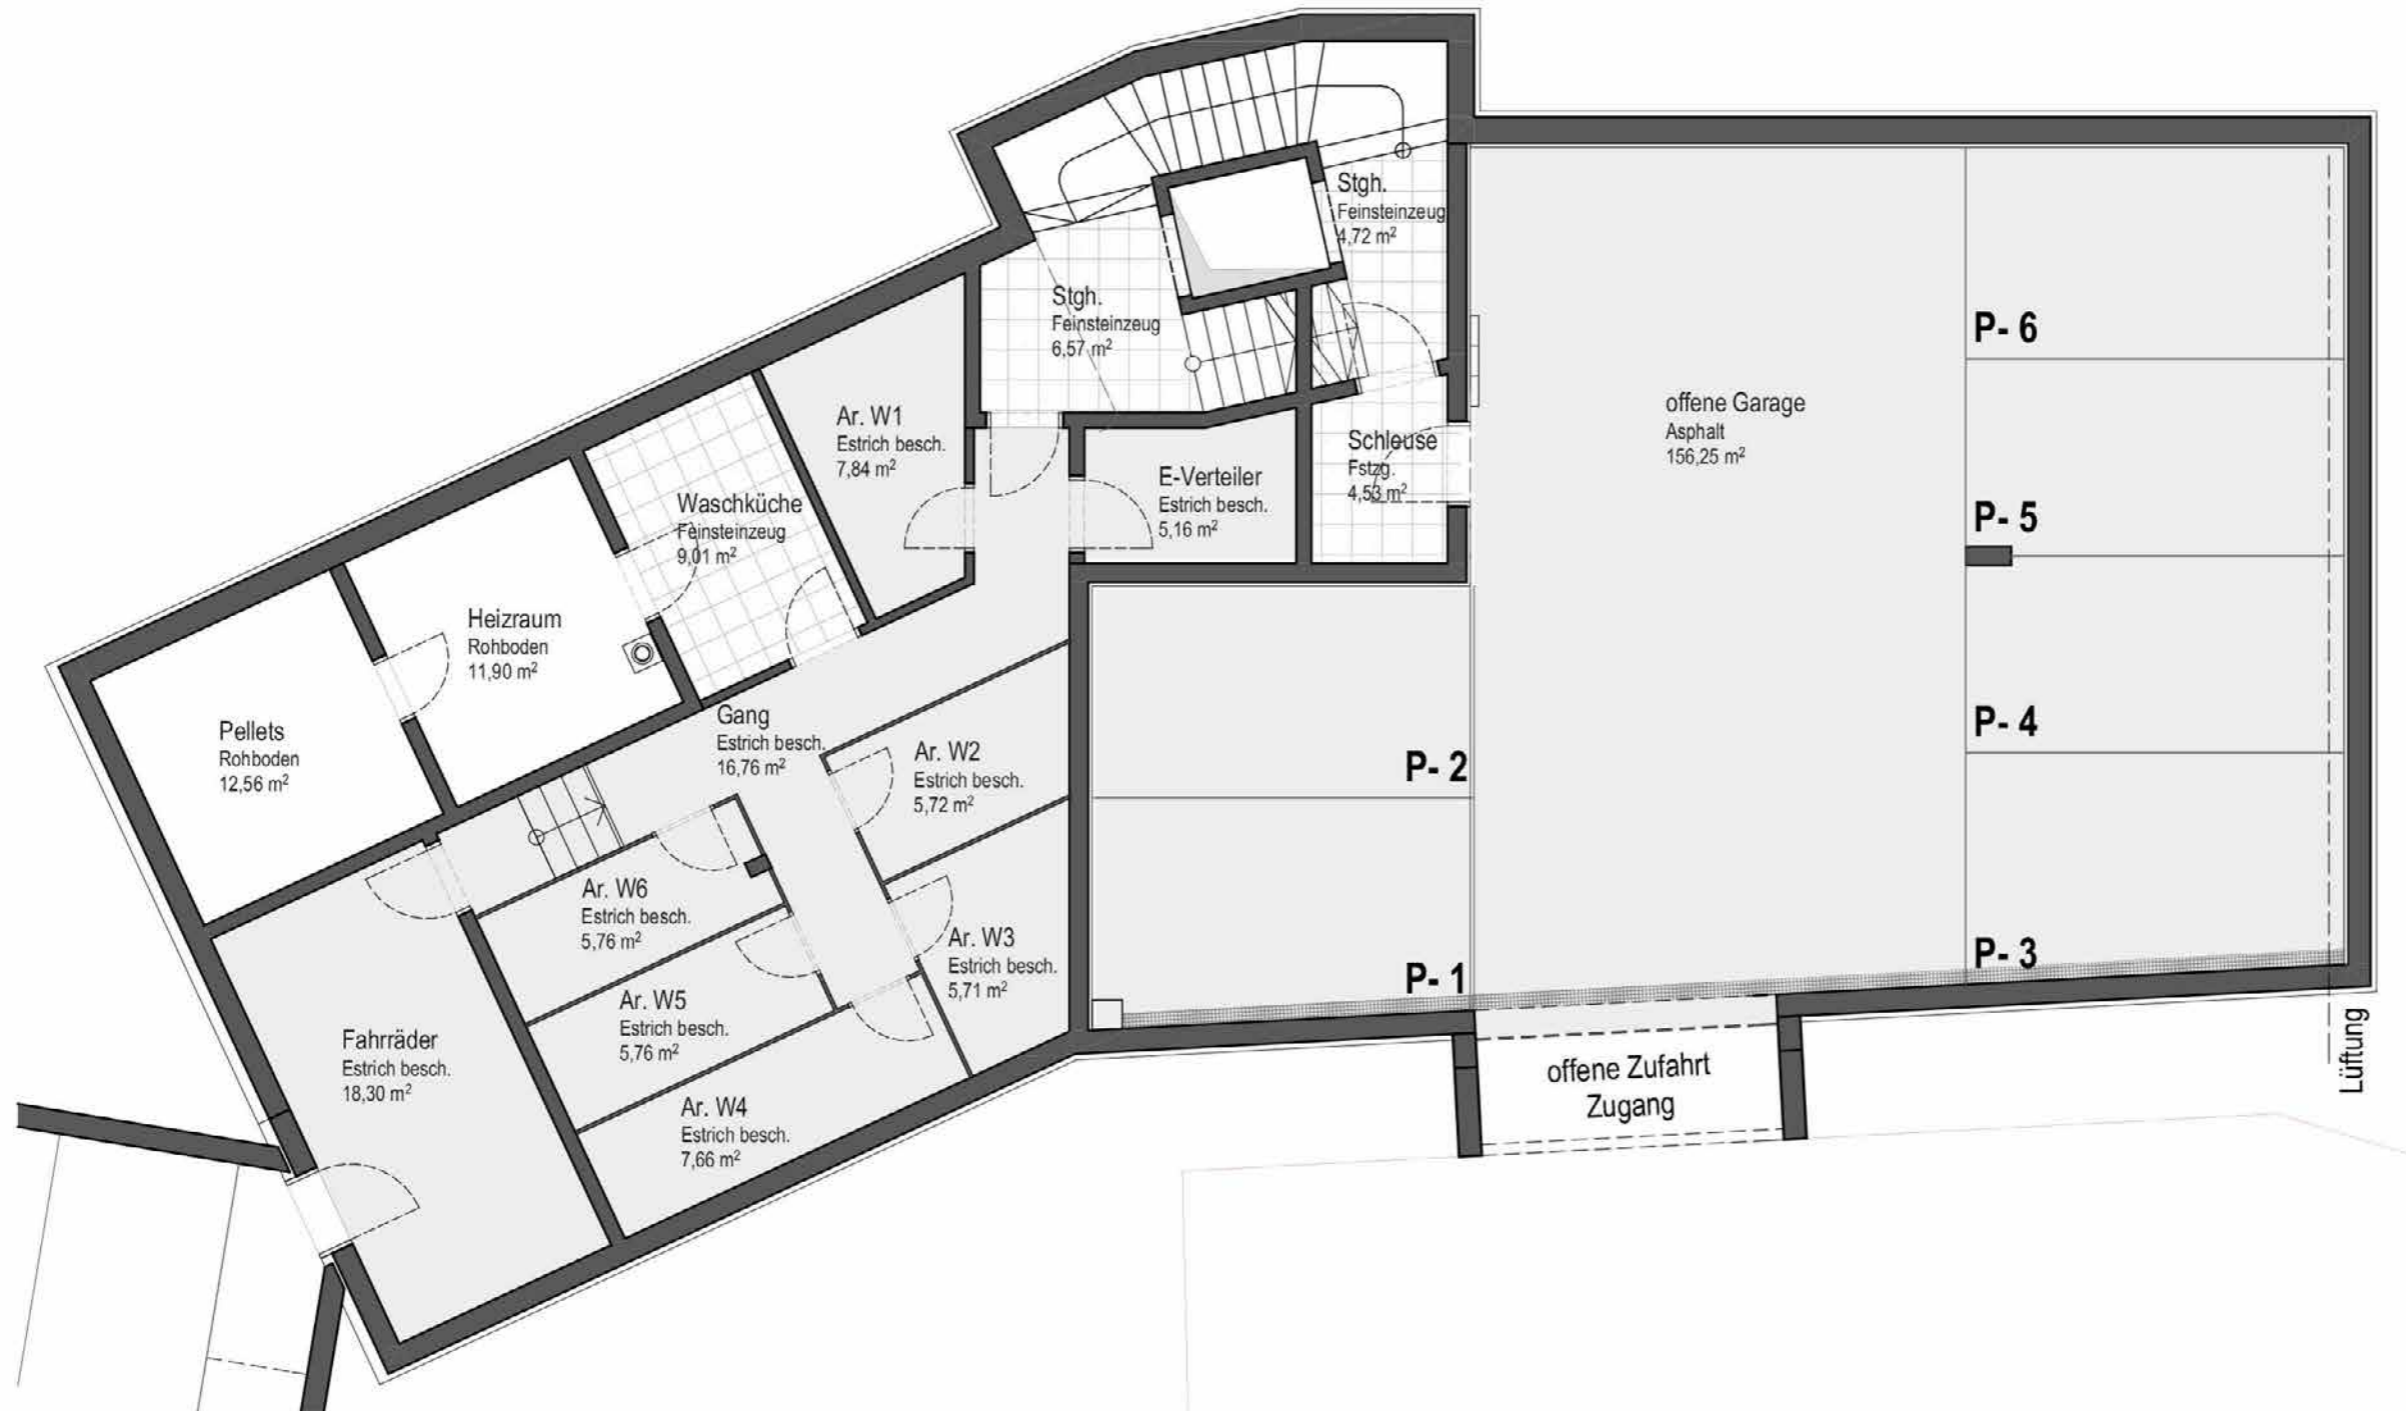 Stgh.
Feinsteinzeug
4,72 m²
Stgh.
Feinsteinzeug
6,57 m²
P- 6
offene Garage
Asphalt
156,25 m²
Ar. W1
Estrich besch.
7,84 m²
Schleuse
Fstzg.
4,53 m²
E-Verteiler
Estrich besch.
5,16 m²
Waschküche
Feinsteinzeug
9,01 m²
P- 5
Heizraum
Rohboden
11,90 m²
Pellets
Rohboden
12,56 m²
Gang
Estrich besch.
16,76 m²
Ar. W2
Estrich besch.
5,72 m²
P- 2
P- 4
Ar. W6
Estrich besch.
5,76 m²
Ar. W3
Estrich besch.
5,71 m²
P- 1
P- 3
Ar. W5
Estrich besch.
5,76 m²
Fahrräder
Estrich besch.
18,30 m²
Ar. W4
Estrich besch.
7,66 m²
offene Zufahrt
Zugang
Lüftung